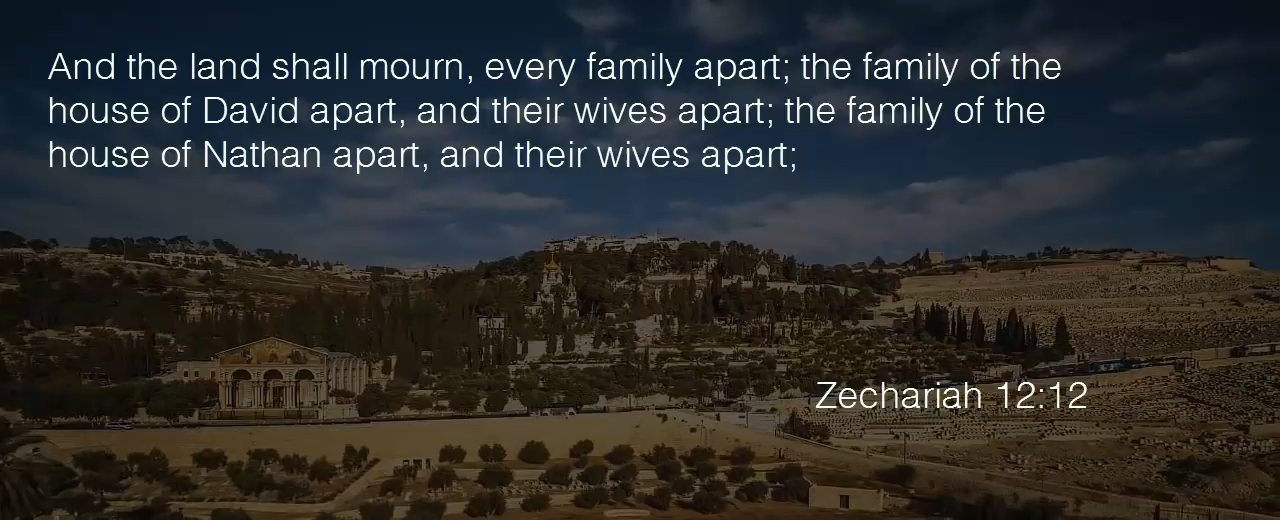 And the land shall mourn, every family apart; the family of the
house of David apart, and their wives apart; the family of the
house of Nathan apart, and their wives apart;
Zechariah 12:12